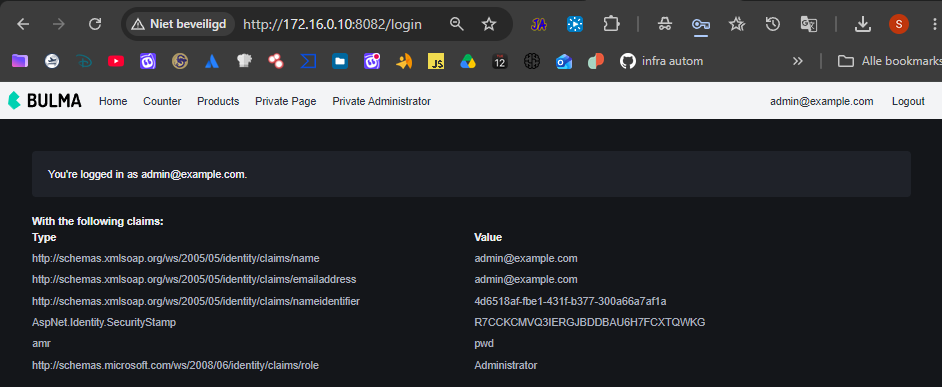 Niet beveiligd http://172.16.0.10:8082/login S
JA JS 12 infra autom » Alle bookmarks
BULMA Home Counter Products Private Page Private Administrator admin@example.com Logout
You're logged in as admin@example.com.
With the following claims:
Type Value
http://schemas.xmlsoap.org/ws/2005/05/identity/claims/name admin@example.com
http://schemas.xmlsoap.org/ws/2005/05/identity/claims/emailaddress admin@example.com
http://schemas.xmlsoap.org/ws/2005/05/identity/claims/nameidentifier 4d6518af-fbe1-431f-b377-300a66a7af1a
AspNet.Identity.SecurityStamp R7CCKCMVQ3IERGJBDDBAU6H7FCXTQWKG
amr pwd
http://schemas.microsoft.com/ws/2008/06/identity/claims/role Administrator